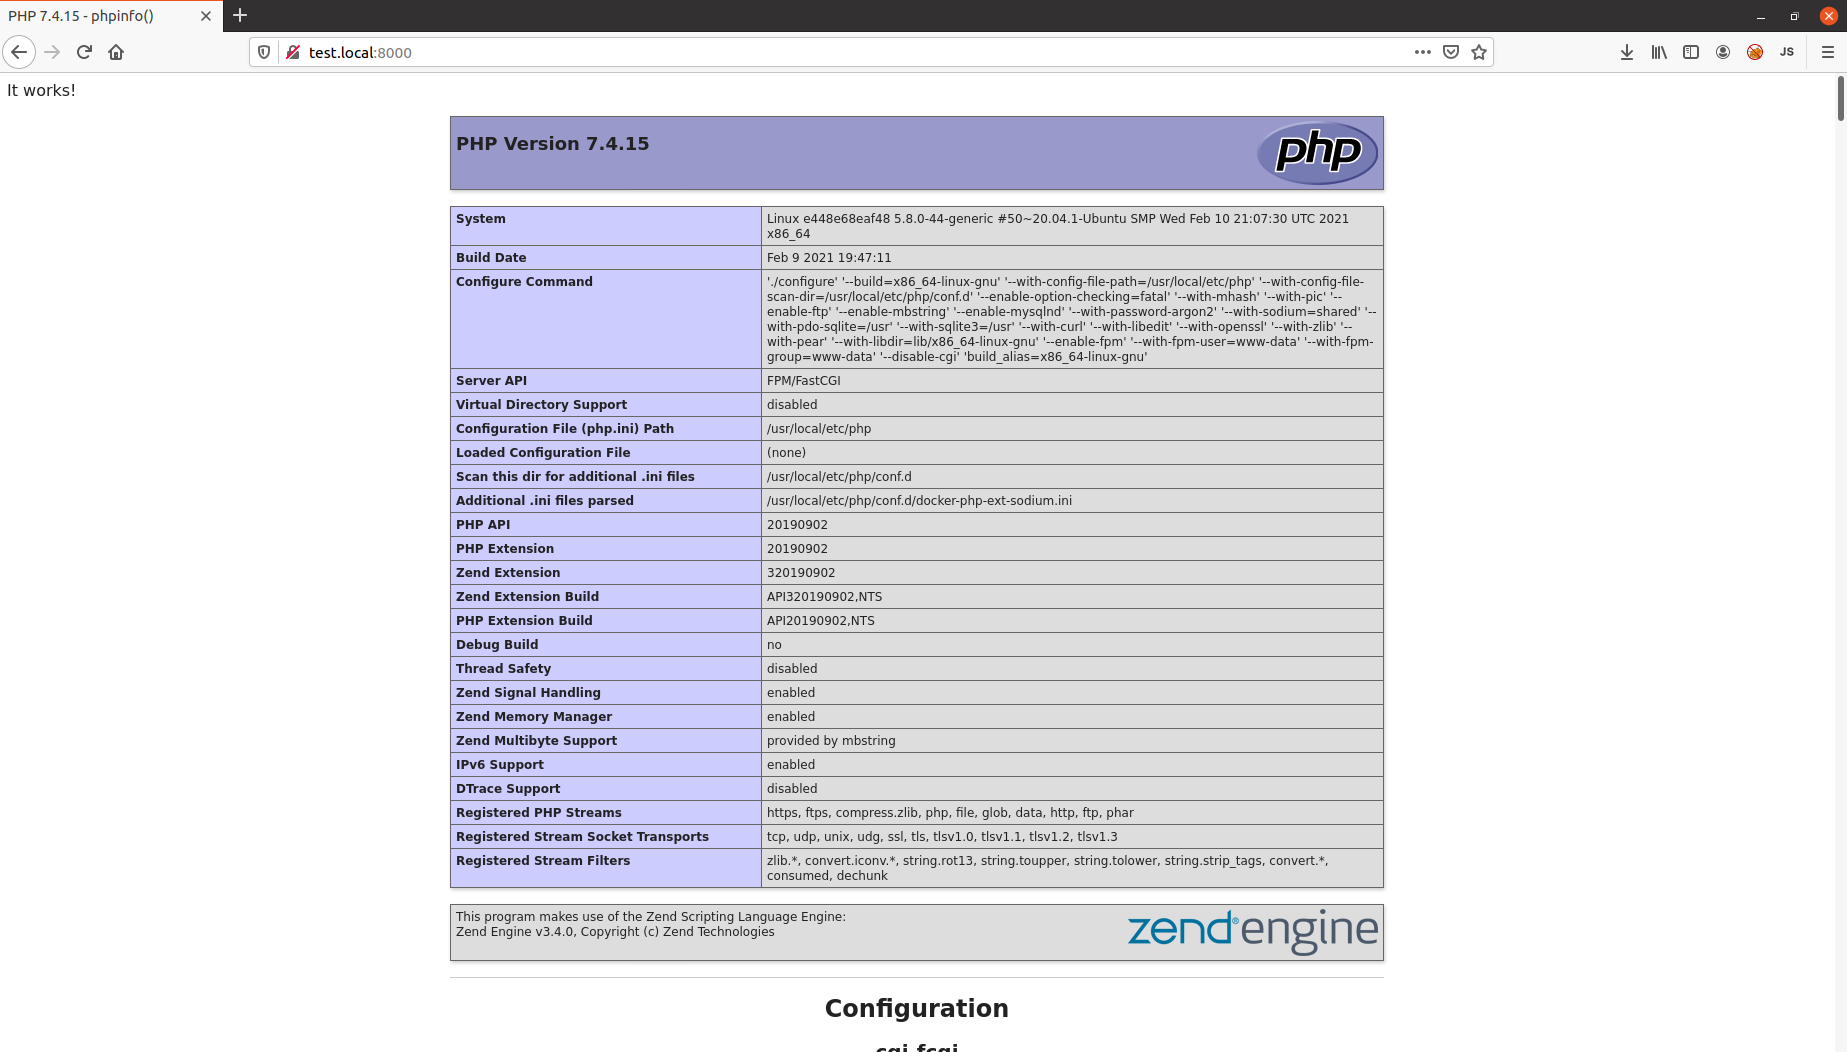 PHP 7.4.15 - phpinfo()
test.local:8000
JS
It works!
PHP Version 7.4.15
php
System
Linux e448e68eaf48 5.8.0-44-generic #50~20.04.1-Ubuntu SMP Wed Feb 10 21:07:30 UTC 2021
x86_64
Build Date
Feb 9 2021 19:47:11
Configure Command
'./configure' '--build=x86_64-linux-gnu' '--with-config-file-path=/usr/local/etc/php' '--with-config-file-
scan-dir=/usr/local/etc/php/conf.d' '--enable-option-checking=fatal' '--with-mhash' '--with-pic' '--
enable-ftp' '--enable-mbstring' '--enable-mysqlnd' '--with-password-argon2' '--with-sodium=shared' '--
with-pdo-sqlite=/usr' '--with-sqlite3=/usr' '--with-curl' '--with-libedit' '--with-openssl' '--with-zlib' '--
with-pear' '--with-libdir=lib/x86_64-linux-gnu' '--enable-fpm' '--with-fpm-user=www-data' '--with-fpm-
group=www-data' '--disable-cgi' 'build_alias=x86_64-linux-gnu'
Server API
FPM/FastCGI
Virtual Directory Support
disabled
Configuration File (php.ini) Path
/usr/local/etc/php
Loaded Configuration File
(none)
Scan this dir for additional .ini files
/usr/local/etc/php/conf.d
Additional .ini files parsed
/usr/local/etc/php/conf.d/docker-php-ext-sodium.ini
PHP API
20190902
PHP Extension
20190902
Zend Extension
320190902
Zend Extension Build
API320190902,NTS
PHP Extension Build
API20190902,NTS
Debug Build
no
Thread Safety
disabled
Zend Signal Handling
enabled
Zend Memory Manager
enabled
Zend Multibyte Support
provided by mbstring
IPv6 Support
enabled
DTrace Support
disabled
Registered PHP Streams
https, ftps, compress.zlib, php, file, glob, data, http, ftp, phar
Registered Stream Socket Transports
tcp, udp, unix, udg, ssl, tls, tlsv1.0, tlsv1.1, tlsv1.2, tlsv1.3
Registered Stream Filters
zlib.*, convert.iconv.*, string.rot13, string.toupper, string.tolower, string.strip_tags, convert.*,
consumed, dechunk
This program makes use of the Zend Scripting Language Engine:
Zend Engine v3.4.0, Copyright (c) Zend Technologies
zend® engine
Configuration
cgi-fcgi